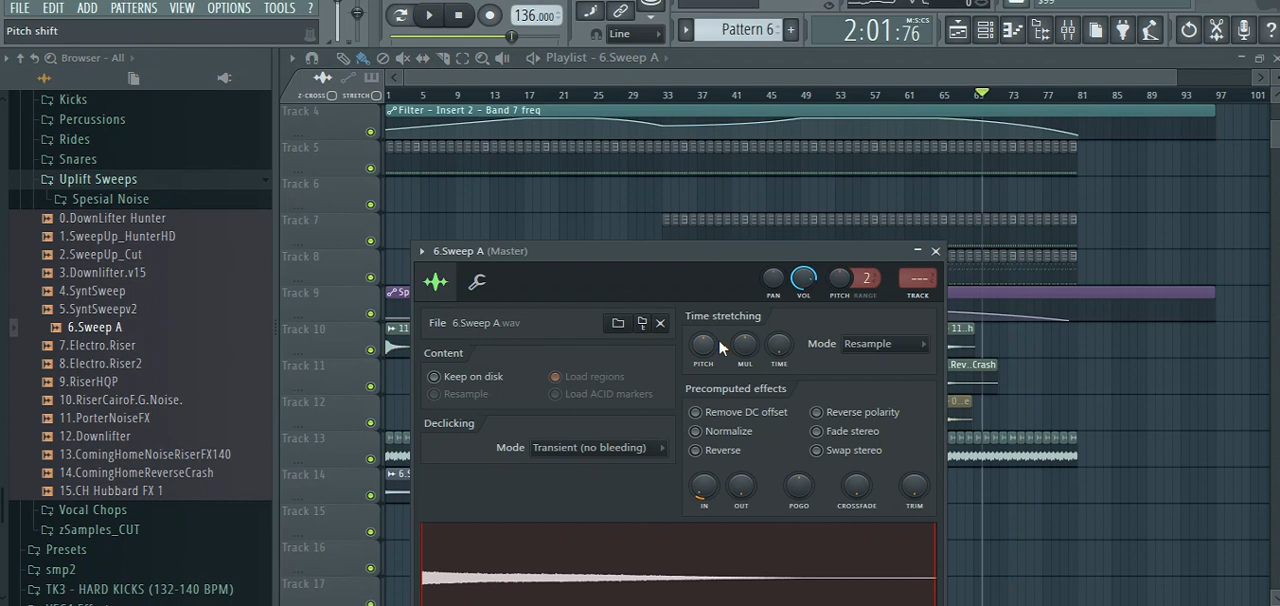 FILE EDIT ADD PATTERNS VIEW OPTIONS TOOLS ?
Pitch shift
136.000
Line
Pattern 6
2:01:76
M:S:CS
Browser - All
Playlist - 6.Sweep A
Z-CROSS STRETCH
1 5 9 13 17 21 25 29 33 37 41 45 49 53 57 61 65 73 77 81 85 89 93 97 101
Kicks
Percussions
Rides
Snares
Uplift Sweeps
Spesial Noise
0.DownLifter Hunter
1.SweepUp_HunterHD
2.SweepUp_Cut
3.Downlifter.v15
4.SyntSweep
5.SyntSweepv2
6.Sweep A
7.Electro.Riser
8.Electro.Riser2
9.RiserHQP
10.RiserCairoF.G.Noise.
11.PorterNoiseFX
12.Downlifter
13.ComingHomeNoiseRiserFX140
14.ComingHomeReverseCrash
15.CH Hubbard FX 1
Vocal Chops
zSamples_CUT
Presets
smp2
TK3 - HARD KICKS (132-140 BPM)
Track 4
Filter - Insert 2 - Band 7 freq
Track 5
Track 6
Track 7
Track 8
Track 9
Track 10
11..h
Track 11
Rev..Crash
Track 12
0...e
Track 13
Track 14
Track 15
Track 16
Track 17
6.Sweep A (Master)
PAN VOL PITCH 2 RANGE --- TRACK
File 6.Sweep A.wav
Content
Keep on disk
Load regions
Resample
Load ACID markers
Declicking
Mode Transient (no bleeding)
Time stretching
PITCH MUL TIME
Mode Resample
Precomputed effects
Remove DC offset
Reverse polarity
Normalize
Fade stereo
Reverse
Swap stereo
IN OUT POGO CROSSFADE TRIM